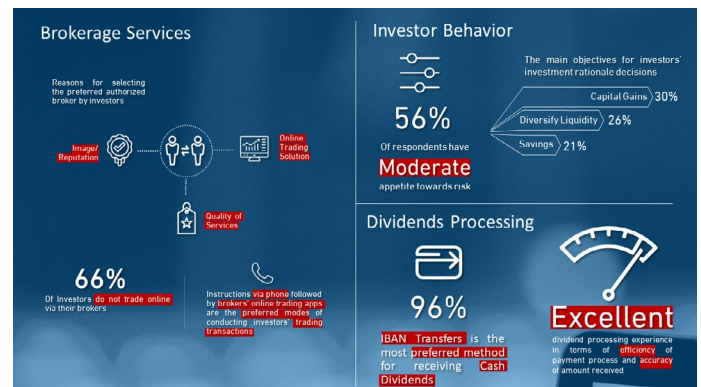 Brokerage Services
Reasons for selecting
the preferred authorized
broker by investors
Image/
Reputation
Online
Trading
Solution
Quality of
Services
66%
Of Investors do not trade online
via their brokers
Instructions via phone followed
by brokers' online trading apps
are the preferred modes of
conducting investors' trading
transactions
Investor Behavior
56%
Of respondents have
Moderate
appetite towards risk
The main objectives for investors'
investment rationale decisions
Capital Gains 30%
Diversify Liquidity 26%
Savings 21%
Dividends Processing
96%
IBAN Transfers is the
most preferred method
for receiving Cash
Dividends
Excellent
dividend processing experience
in terms of efficiency of
payment process and accuracy
of amount received